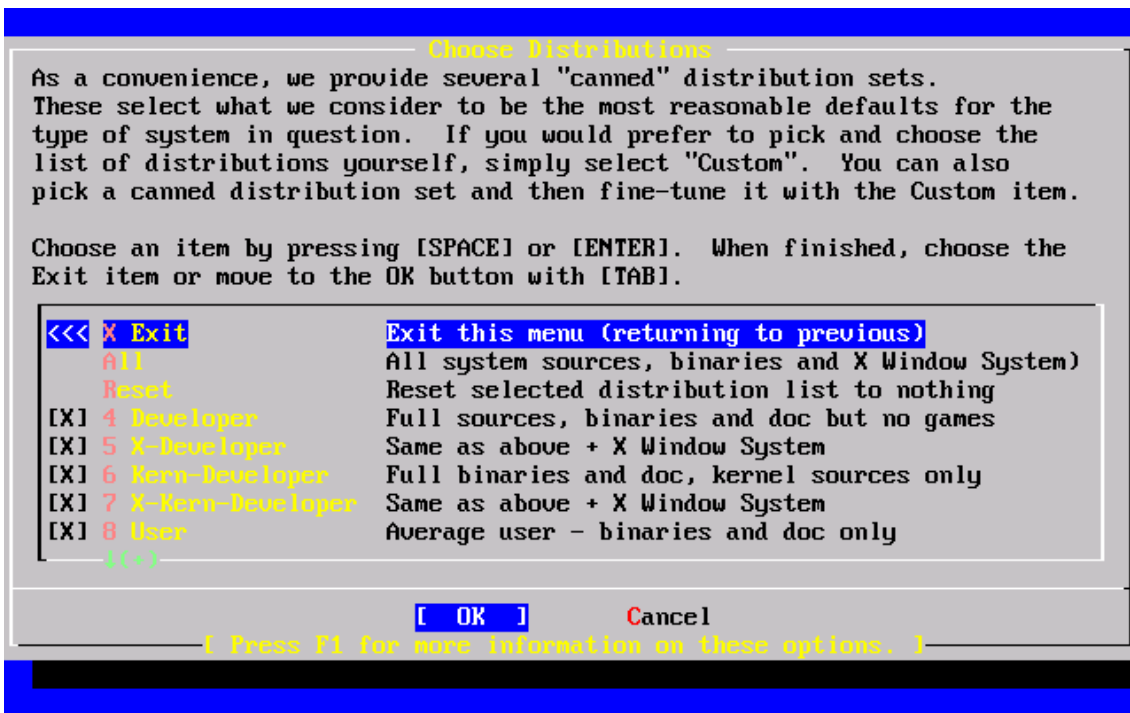 Choose Distributions
As a convenience, we provide several "canned" distribution sets.
These select what we consider to be the most reasonable defaults for the
type of system in question.  If you would prefer to pick and choose the
list of distributions yourself, simply select "Custom".  You can also
pick a canned distribution set and then fine-tune it with the Custom item.
Choose an item by pressing [SPACE] or [ENTER].  When finished, choose the
Exit item or move to the OK button with [TAB].
<<< X Exit Exit this menu (returning to previous)
All All system sources, binaries and X Window System)
Reset Reset selected distribution list to nothing
[X] 4 Developer Full sources, binaries and doc but no games
[X] 5 X-Developer Same as above + X Window System
[X] 6 Kern-Developer Full binaries and doc, kernel sources only
[X] 7 X-Kern-Developer Same as above + X Window System
[X] 8 User Average user - binaries and doc only
↓(+)
[ OK ] Cancel
[ Press F1 for more information on these options. ]